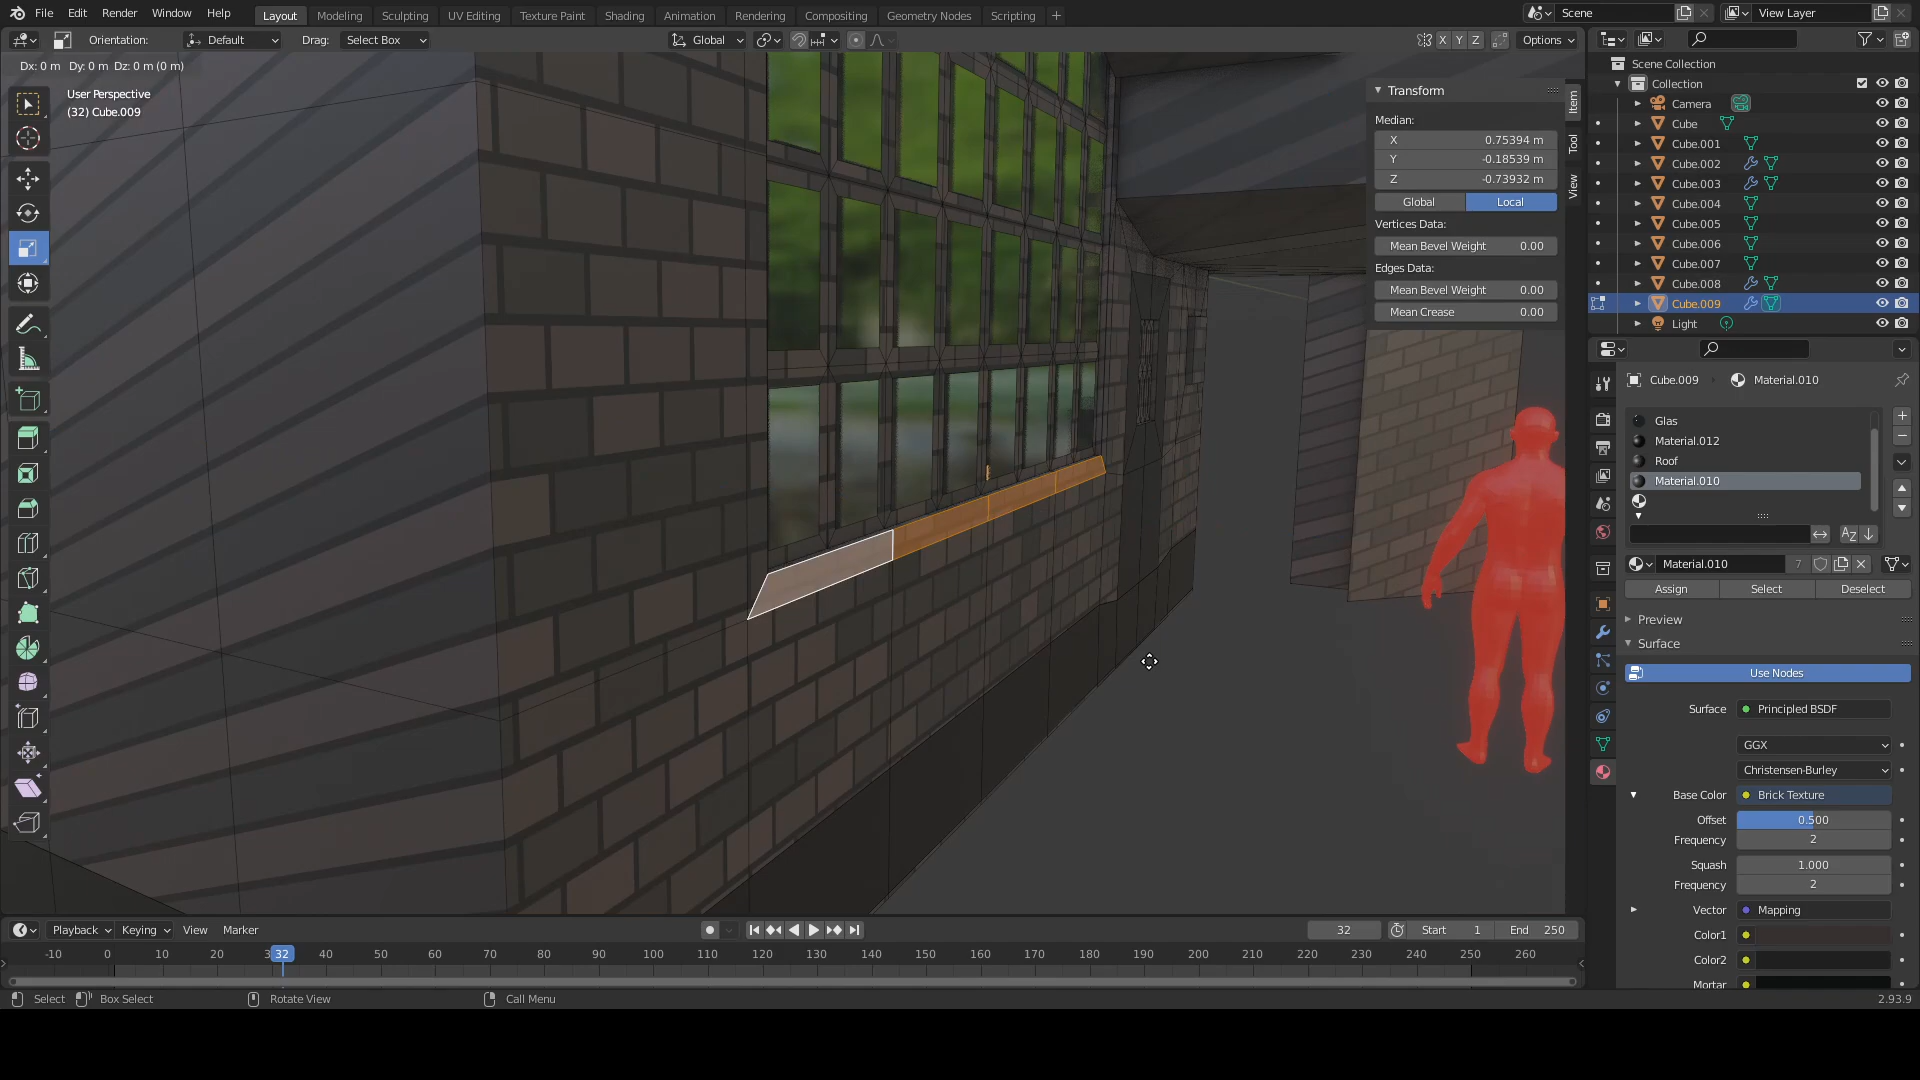 File Edit Render Window Help Layout Modeling Sculpting UV Editing Texture Paint Shading Animation Rendering Compositing Geometry Nodes Scripting + Scene View Layer
Orientation: Default Drag: Select Box Global X Y Z Options
Dx: 0 m Dy: 0 m Dz: 0 m (0 m)
User Perspective
(32) Cube.009
Transform
Median:
X 0.75394 m
Y -0.18539 m
Z -0.73932 m
Global Local
Vertices Data:
Mean Bevel Weight 0.00
Edges Data:
Mean Bevel Weight 0.00
Mean Crease 0.00
Item
Tool
View
Scene Collection
Collection
Camera
Cube
Cube.001
Cube.002
Cube.003
Cube.004
Cube.005
Cube.006
Cube.007
Cube.008
Cube.009
Light
Cube.009 Material.010
Glas
Material.012
Roof
Material.010
Material.010 7
Assign Select Deselect
Preview
Surface
Use Nodes
Surface Principled BSDF
GGX
Christensen-Burley
Base Color Brick Texture
Offset 0.500
Frequency 2
Squash 1.000
Frequency 2
Vector Mapping
Color1
Color2
Mortar
Playback Keying View Marker 32 Start 1 End 250
-10 0 10 20 3 32 40 50 60 70 80 90 100 110 120 130 140 150 160 170 180 190 200 210 220 230 240 250 260
Select Box Select Rotate View Call Menu 2.93.9